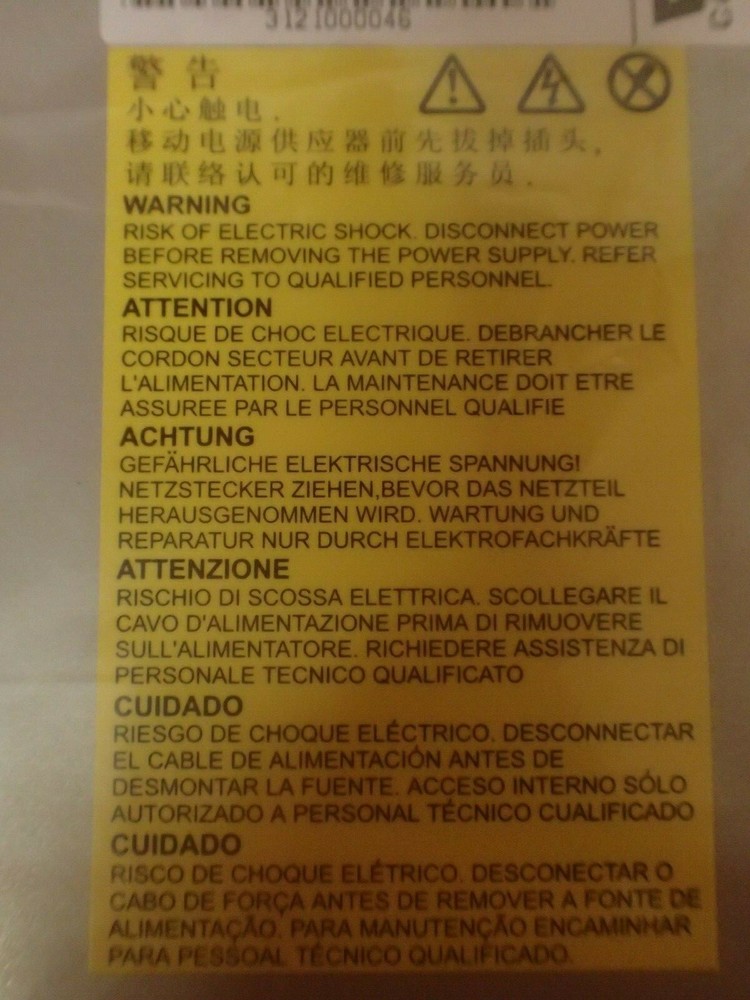 3121000046
警 告
小心触电.
移动电源供应器前先拔掉插头.
请联络认可的维修服务员.
WARNING
RISK OF ELECTRIC SHOCK. DISCONNECT POWER
BEFORE REMOVING THE POWER SUPPLY. REFER
SERVICING TO QUALIFIED PERSONNEL.
ATTENTION
RISQUE DE CHOC ELECTRIQUE. DEBRANCHER LE
CORDON SECTEUR AVANT DE RETIRER
L'ALIMENTATION. LA MAINTENANCE DOIT ETRE
ASSUREE PAR LE PERSONNEL QUALIFIE
ACHTUNG
GEFÄHRLICHE ELEKTRISCHE SPANNUNG!
NETZSTECKER ZIEHEN,BEVOR DAS NETZTEIL
HERAUSGENOMMEN WIRD. WARTUNG UND
REPARATUR NUR DURCH ELEKTROFACHKRÄFTE
ATTENZIONE
RISCHIO DI SCOSSA ELETTRICA. SCOLLEGARE IL
CAVO D'ALIMENTAZIONE PRIMA DI RIMUOVERE
SULL'ALIMENTATORE. RICHIEDERE ASSISTENZA DI
PERSONALE TECNICO QUALIFICATO
CUIDADO
RIESGO DE CHOQUE ELÉCTRICO. DESCONNECTAR
EL CABLE DE ALIMENTACIÓN ANTES DE
DESMONTAR LA FUENTE. ACCESO INTERNO SÓLO
AUTORIZADO A PERSONAL TÉCNICO CUALIFICADO
CUIDADO
RISCO DE CHOQUE ELÉTRICO. DESCONECTAR O
CABO DE FORÇA ANTES DE REMOVER A FONTE DE
ALIMENTAÇÃO. PARA MANUTENÇÃO ENCAMINHAR
PARA PESSOAL TÉCNICO QUALIFICADO.